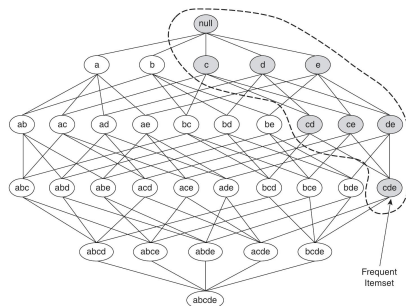 null
a b c d e
ab ac ad ae bc bd be cd ce de
abc abd abe acd ace ade bcd bce bde cde
abcd abce abde acde bcde
Frequent
Itemset
abcde